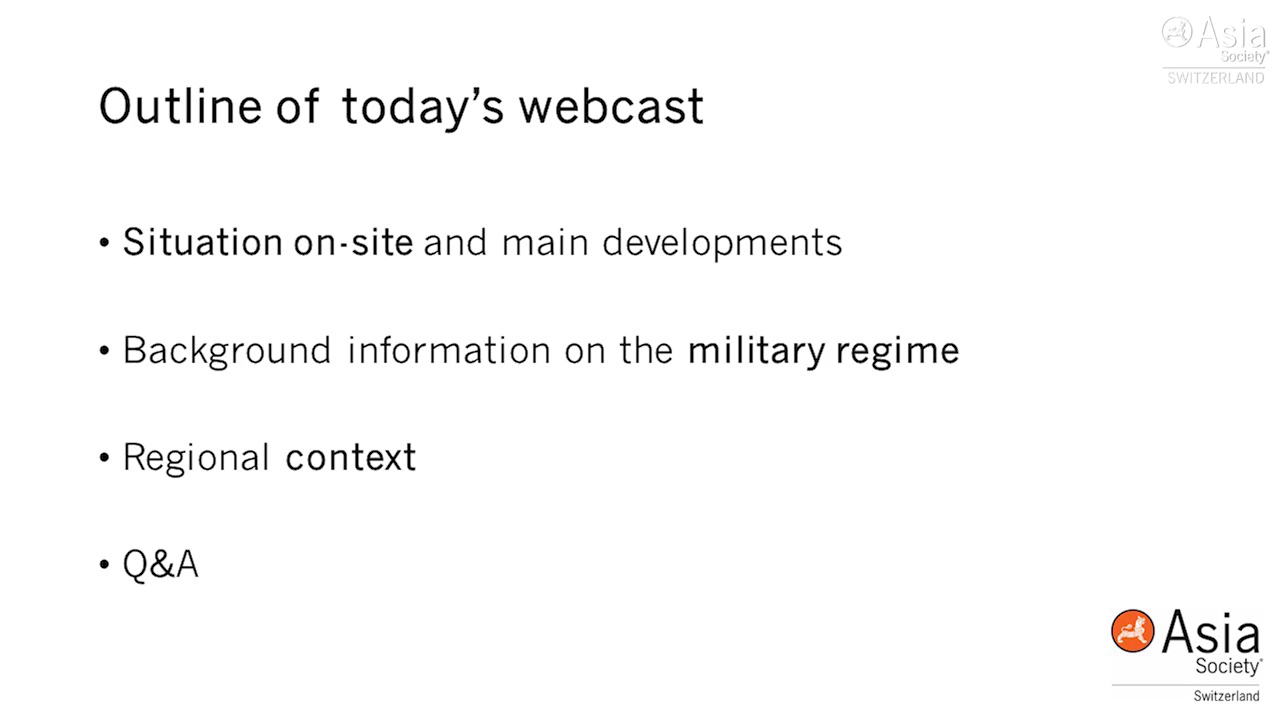 Asia
Society
SWITZERLAND
Outline of today's webcast
• Situation on-site and main developments
• Background information on the military regime
• Regional context
• Q&A
Asia
Society
Switzerland